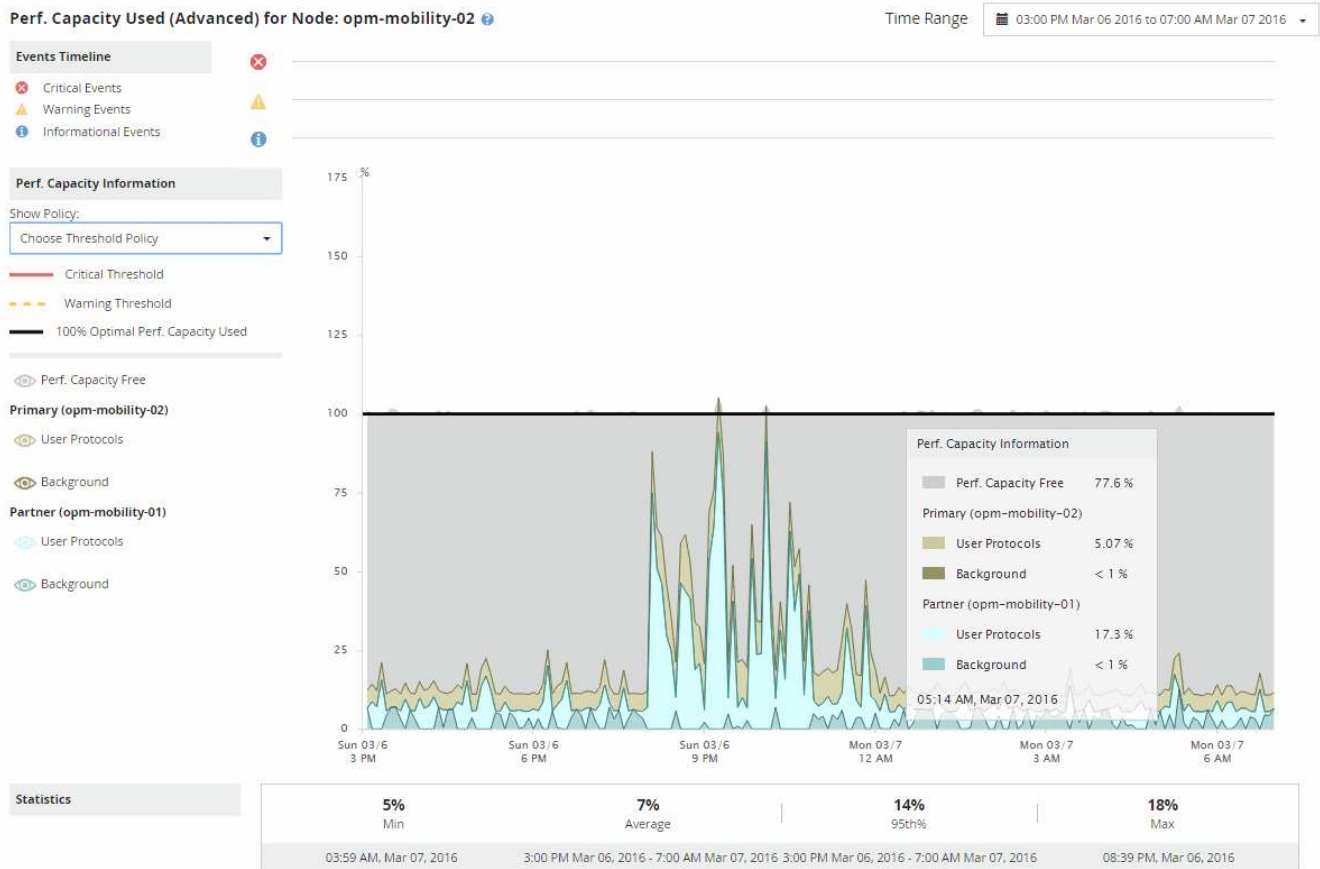 Perf. Capacity Used (Advanced) for Node: opm-mobility-02 ?
Time Range 03:00 PM Mar 06 2016 to 07:00 AM Mar 07 2016
Events Timeline
Critical Events
Warning Events
Informational Events
Perf. Capacity Information
Show Policy:
Choose Threshold Policy
Critical Threshold
Warning Threshold
100% Optimal Perf. Capacity Used
Perf. Capacity Free
Primary (opm-mobility-02)
User Protocols
Background
Partner (opm-mobility-01)
User Protocols
Background
%
175
150
125
100
75
50
25
0
Perf. Capacity Information
Perf. Capacity Free 77.6 %
Primary (opm-mobility-02)
User Protocols 5.07 %
Background < 1 %
Partner (opm-mobility-01)
User Protocols 17.3 %
Background < 1 %
05:14 AM, Mar 07, 2016
Sun 03/6 Sun 03/6 Sun 03/6 Mon 03/7 Mon 03/7 Mon 03/7
3 PM 6 PM 9 PM 12 AM 3 AM 6 AM
Statistics
5% 7% 14% 18%
Min Average 95th% Max
03:59 AM, Mar 07, 2016 3:00 PM Mar 06, 2016 - 7:00 AM Mar 07, 2016 3:00 PM Mar 06, 2016 - 7:00 AM Mar 07, 2016 08:39 PM, Mar 06, 2016